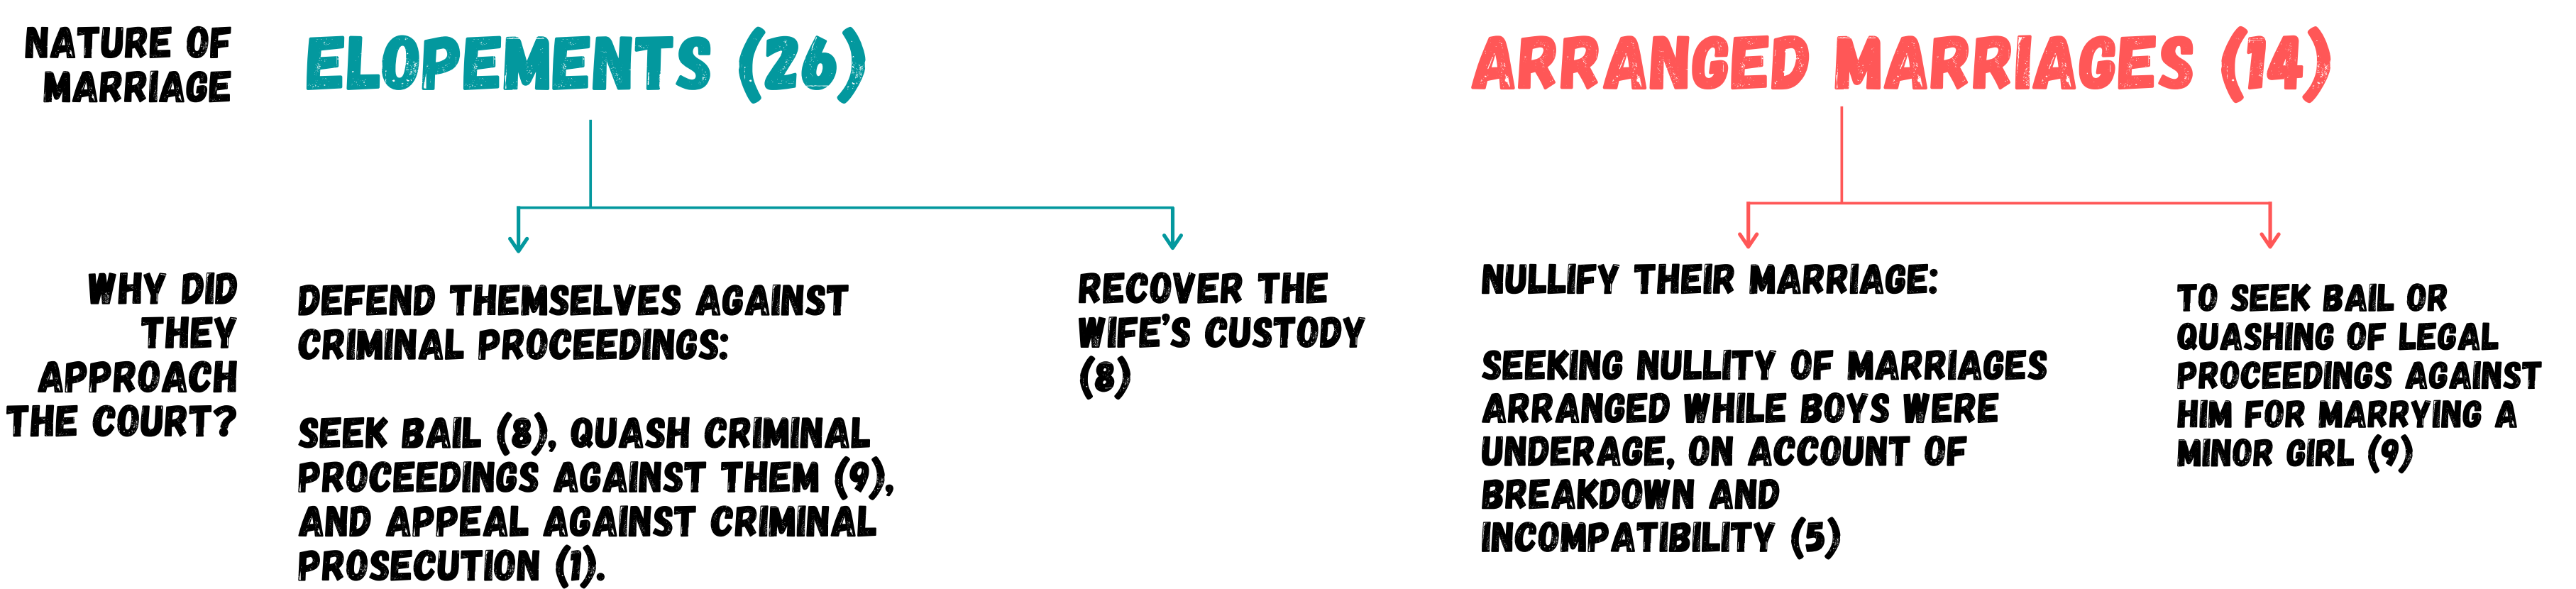 NATURE OF
MARRIAGE
ELOPEMENTS (26)
ARRANGED MARRIAGES (14)
WHY DID
THEY
APPROACH
THE COURT?
DEFEND THEMSELVES AGAINST
CRIMINAL PROCEEDINGS:
SEEK BAIL (8), QUASH CRIMINAL
PROCEEDINGS AGAINST THEM (9),
AND APPEAL AGAINST CRIMINAL
PROSECUTION (1).
RECOVER THE
WIFE'S CUSTODY
(8)
NULLIFY THEIR MARRIAGE:
SEEKING NULLITY OF MARRIAGES
ARRANGED WHILE BOYS WERE
UNDERAGE, ON ACCOUNT OF
BREAKDOWN AND
INCOMPATIBILITY (5)
TO SEEK BAIL OR
QUASHING OF LEGAL
PROCEEDINGS AGAINST
HIM FOR MARRYING A
MINOR GIRL (9)